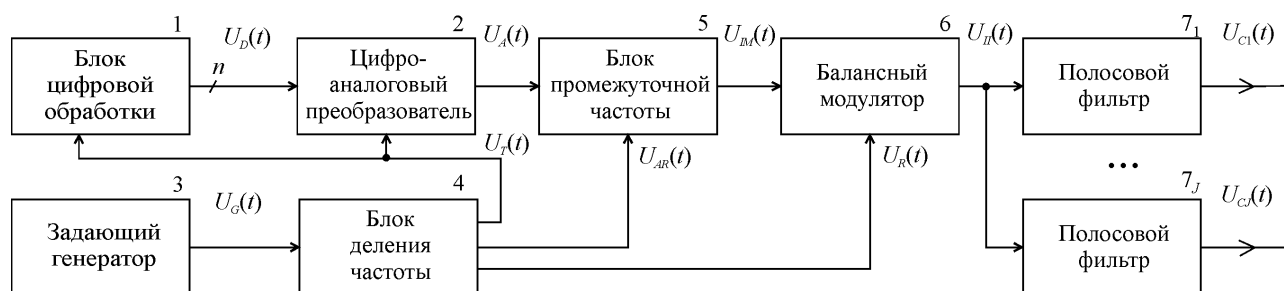 1
Блок
цифровой
обработки
n
U_D(t)
2
Цифро-
аналоговый
преобразователь
U_A(t)
5
Блок
промежуточной
частоты
U_IM(t)
6
Балансный
модулятор
U_II(t)
7_1
Полосовой
фильтр
U_C1(t)
U_T(t)
U_AR(t)
U_R(t)
...
3
Задающий
генератор
U_G(t)
4
Блок
деления
частоты
7_J
Полосовой
фильтр
U_CJ(t)